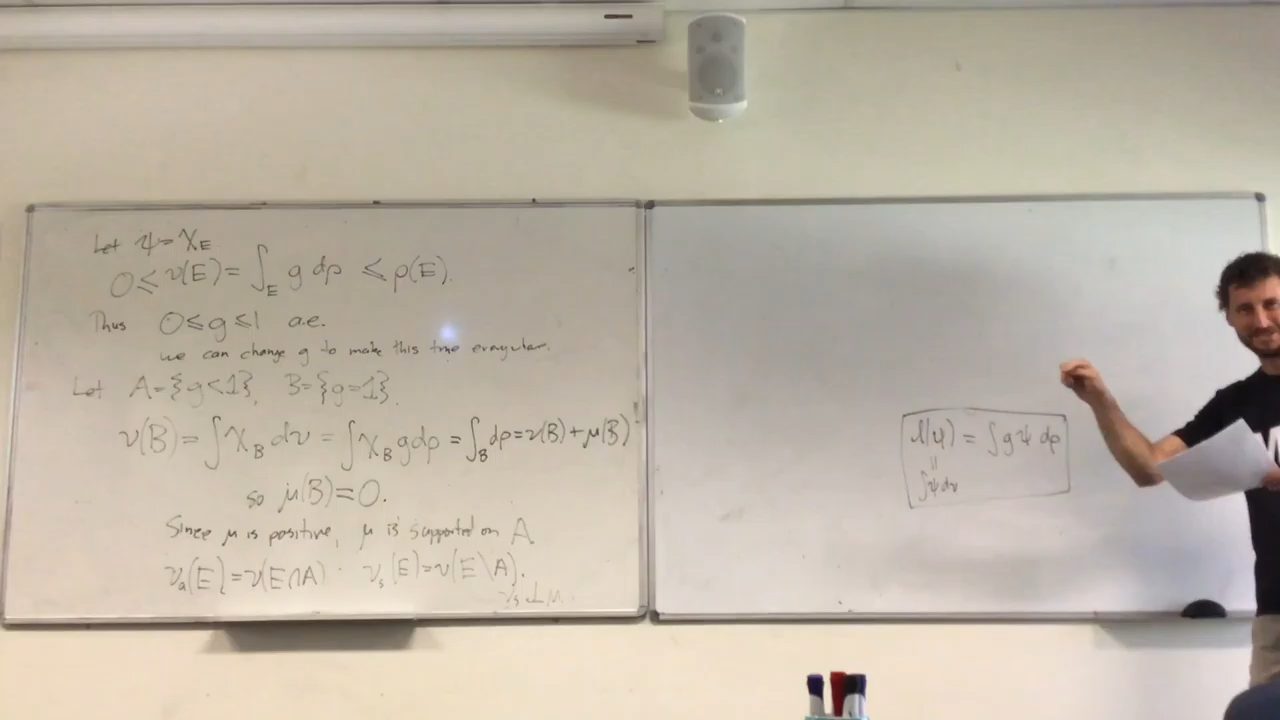 Let ψ = χ_E
0 ≤ ν(E) = ∫_E g dρ ≤ ρ(E).
Thus 0 ≤ g ≤ 1 a.e.
we can change g to make this true everywhere.
Let A = {g < 1}, B = {g = 1}.
ν(B) = ∫ χ_B dν = ∫ χ_B g dρ = ∫_B dρ = ν(B) + μ(B)
so μ(B) = 0.
Since μ is positive, μ is supported on A
ν_a(E) = ν(E ∩ A) . ν_s(E) = ν(E \ A).
ν_s ⊥ μ.
l(ψ) = ∫ g ψ dρ
||
∫ ψ dν